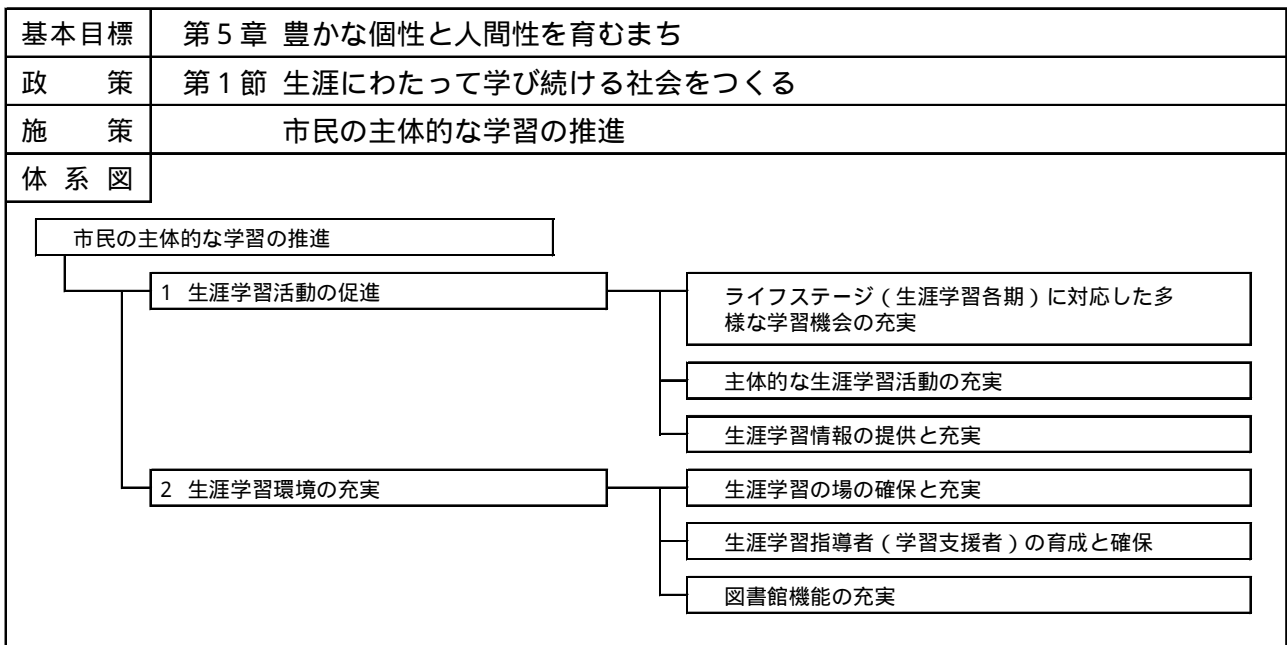 基本目標 第5章 豊かな個性と人間性を育むまち
政策 第1節 生涯にわたって学び続ける社会をつくる
施策 市民の主体的な学習の推進
体系図
市民の主体的な学習の推進
1 生涯学習活動の促進
ライフステージ(生涯学習各期)に対応した多
様な学習機会の充実
主体的な生涯学習活動の充実
生涯学習情報の提供と充実
2 生涯学習環境の充実
生涯学習の場の確保と充実
生涯学習指導者(学習支援者)の育成と確保
図書館機能の充実